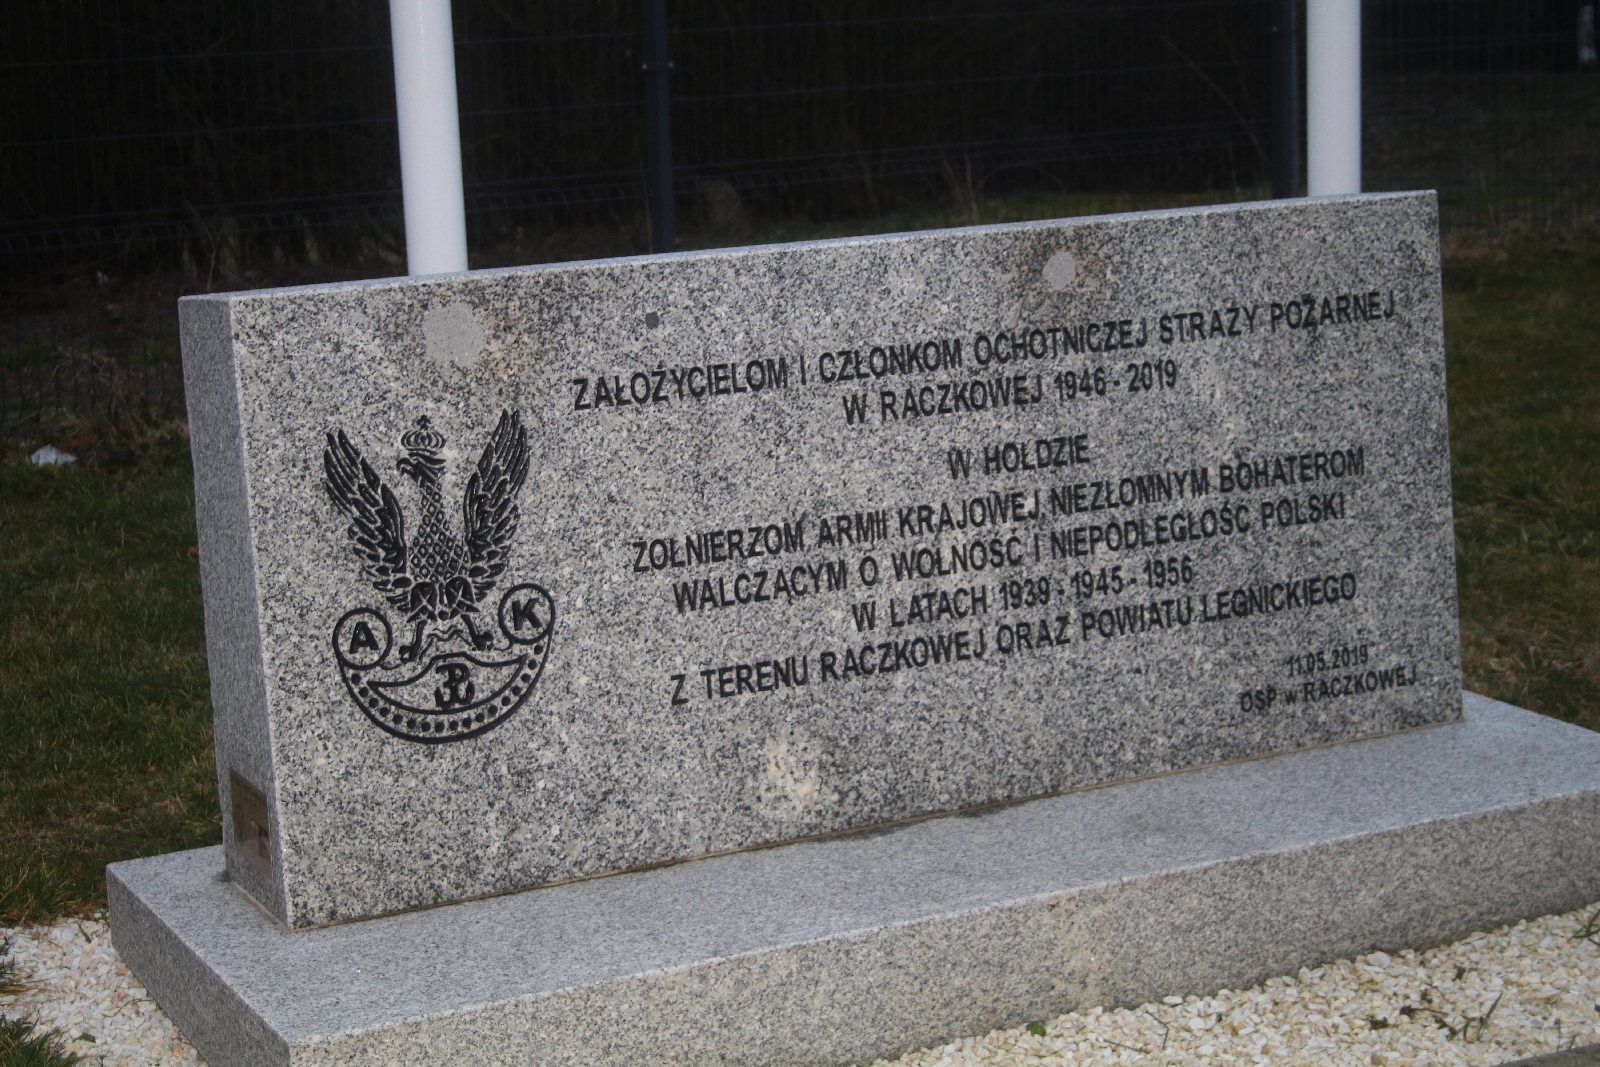 ZAŁOŻYCIELOM I CZŁONKOM OCHOTNICZEJ STRAŻY POŻARNEJ
W RACZKOWEJ 1946 - 2019
W HOŁDZIE
ŻOŁNIERZOM ARMII KRAJOWEJ NIEZŁOMNYM BOHATEROM
WALCZĄCYM O WOLNOŚĆ I NIEPODLEGŁOŚĆ POLSKI
W LATACH 1939 - 1945 - 1956
Z TERENU RACZKOWEJ ORAZ POWIATU LEGNICKIEGO
11.05.2019
OSP w RACZKOWEJ
A K